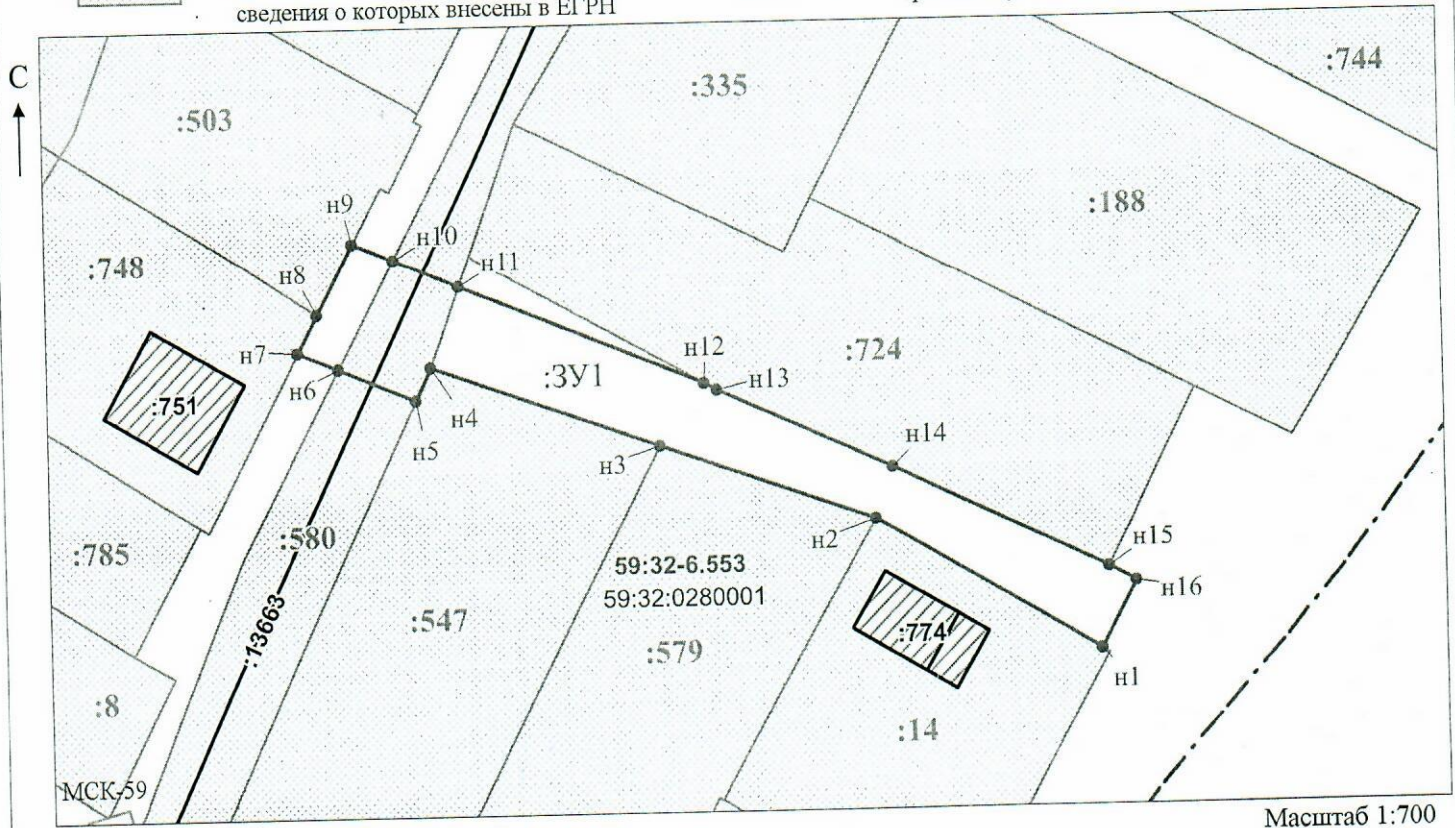 сведения о которых внесены в ЕГРН
С
:744
:335
:503
:188
н9
н10
н11
:748
н8
н12
:724
н13
:ЗУ1
н7
н6
н4
:751
н5
н14
н3
н2
н15
:580
:785
59:32-6.553
н16
59:32:0280001
:13663
:547
:774
:579
н1
:8
:14
МСК-59
Масштаб 1:700